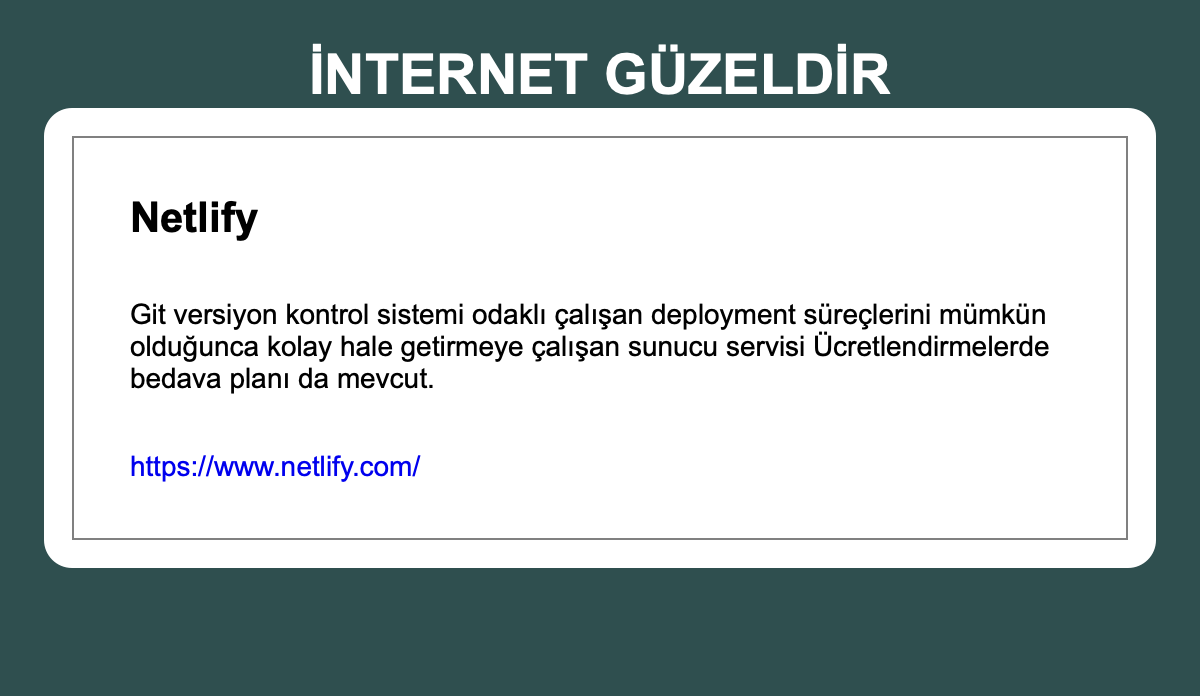 İNTERNET GÜZELDİR
Netlify
Git versiyon kontrol sistemi odaklı çalışan deployment süreçlerini mümkün
olduğunca kolay hale getirmeye çalışan sunucu servisi Ücretlendirmelerde
bedava planı da mevcut.
https://www.netlify.com/